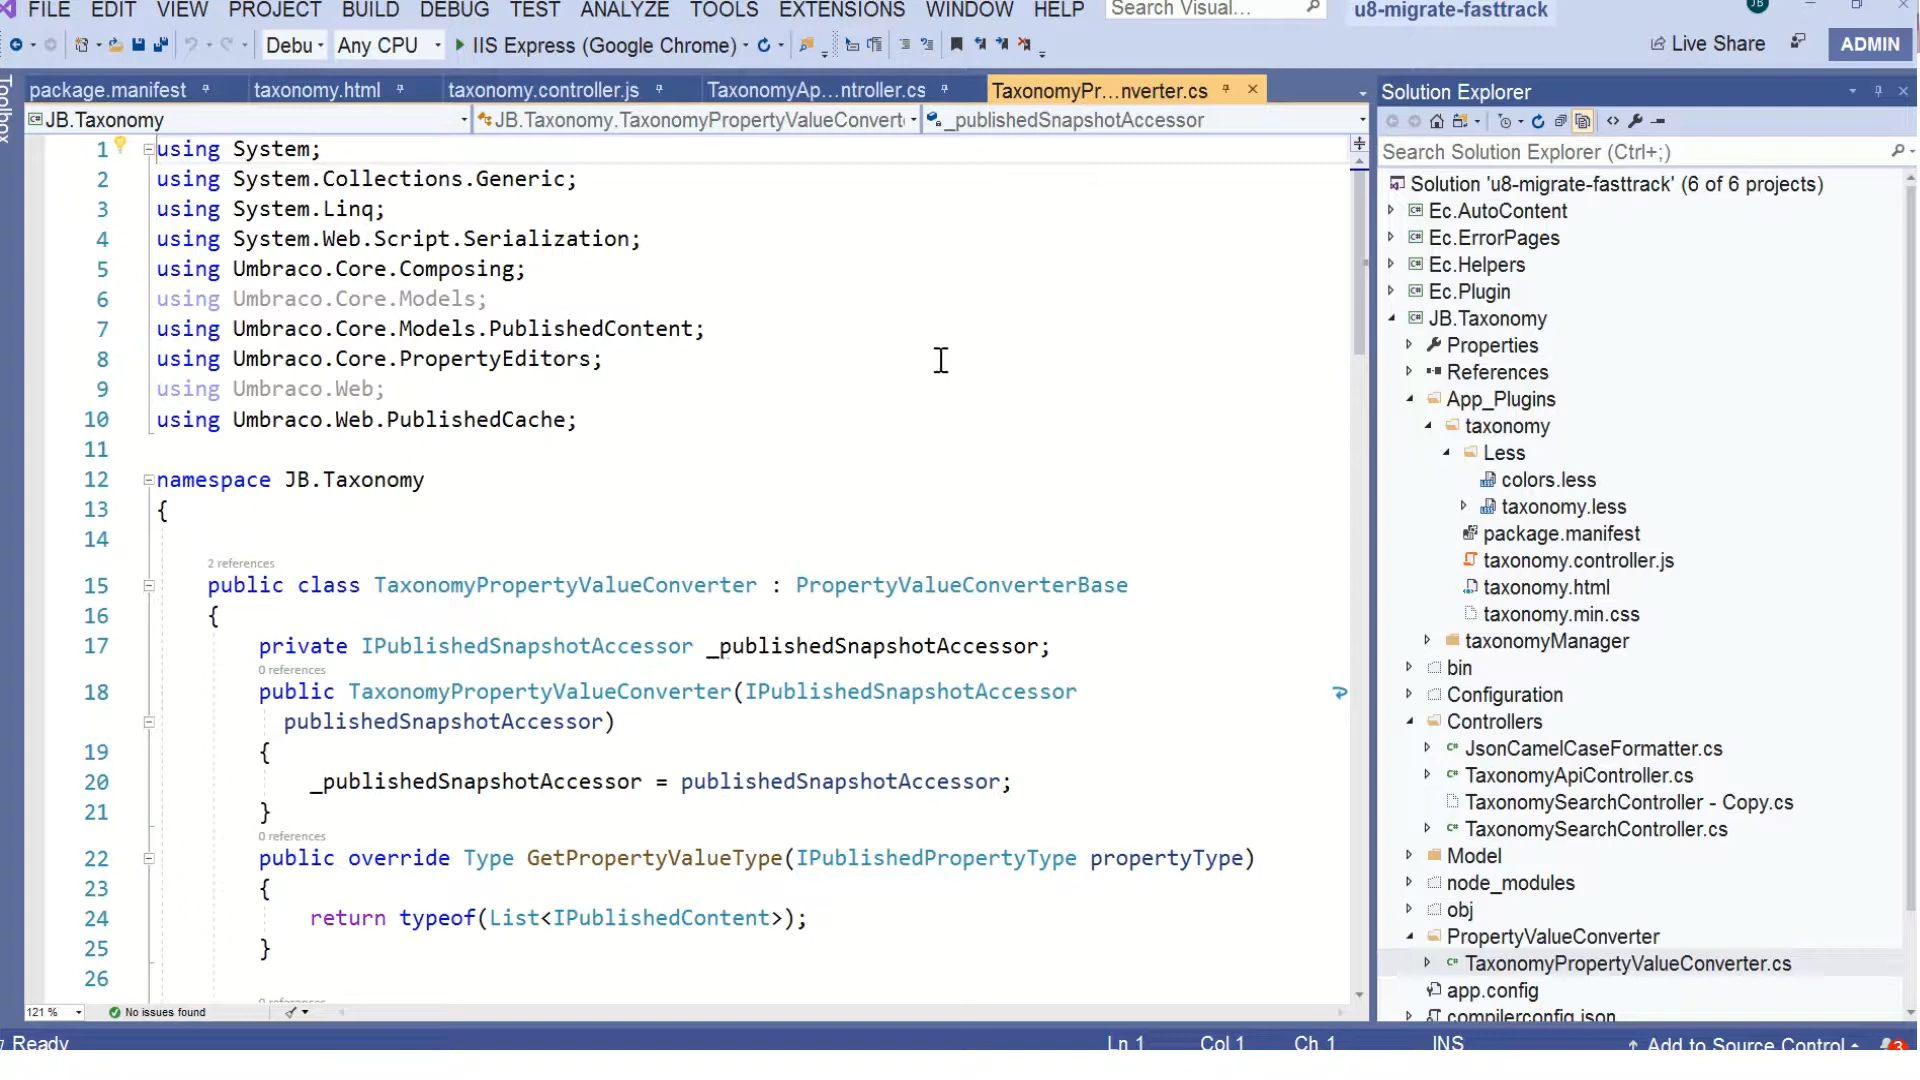 FILE EDIT VIEW PROJECT BUILD DEBUG TEST ANALYZE TOOLS EXTENSIONS WINDOW HELP Search Visual... u8-migrate-fasttrack JB
Debu Any CPU IIS Express (Google Chrome) Live Share ADMIN
Toolbox
package.manifest taxonomy.html taxonomy.controller.js TaxonomyAp...ntroller.cs TaxonomyPr...nverter.cs
JB.Taxonomy JB.Taxonomy.TaxonomyPropertyValueConverte _publishedSnapshotAccessor
1 using System;
2 using System.Collections.Generic;
3 using System.Linq;
4 using System.Web.Script.Serialization;
5 using Umbraco.Core.Composing;
6 using Umbraco.Core.Models;
7 using Umbraco.Core.Models.PublishedContent;
8 using Umbraco.Core.PropertyEditors;
9 using Umbraco.Web;
10 using Umbraco.Web.PublishedCache;
11
12 namespace JB.Taxonomy
13 {
14
2 references
15 public class TaxonomyPropertyValueConverter : PropertyValueConverterBase
16 {
17 private IPublishedSnapshotAccessor _publishedSnapshotAccessor;
0 references
18 public TaxonomyPropertyValueConverter(IPublishedSnapshotAccessor
publishedSnapshotAccessor)
19 {
20 _publishedSnapshotAccessor = publishedSnapshotAccessor;
21 }
0 references
22 public override Type GetPropertyValueType(IPublishedPropertyType propertyType)
23 {
24 return typeof(List<IPublishedContent>);
25 }
26
0 references
121 % No issues found
Solution Explorer
Search Solution Explorer (Ctrl+;)
Solution 'u8-migrate-fasttrack' (6 of 6 projects)
Ec.AutoContent
Ec.ErrorPages
Ec.Helpers
Ec.Plugin
JB.Taxonomy
Properties
References
App_Plugins
taxonomy
Less
colors.less
taxonomy.less
package.manifest
taxonomy.controller.js
taxonomy.html
taxonomy.min.css
taxonomyManager
bin
Configuration
Controllers
JsonCamelCaseFormatter.cs
TaxonomyApiController.cs
TaxonomySearchController - Copy.cs
TaxonomySearchController.cs
Model
node_modules
obj
PropertyValueConverter
TaxonomyPropertyValueConverter.cs
app.config
compilerconfig.json
Ready Ln 1 Col 1 Ch 1 INS Add to Source Control 3